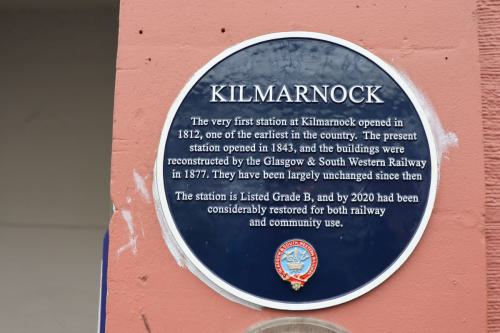 KILMARNOCK
The very first station at Kilmarnock opened in
1812, one of the earliest in the country. The present
station opened in 1843, and the buildings were
reconstructed by the Glasgow & South Western Railway
in 1877. They have been largely unchanged since then
The station is Listed Grade B, and by 2020 had been
considerably restored for both railway
and community use.